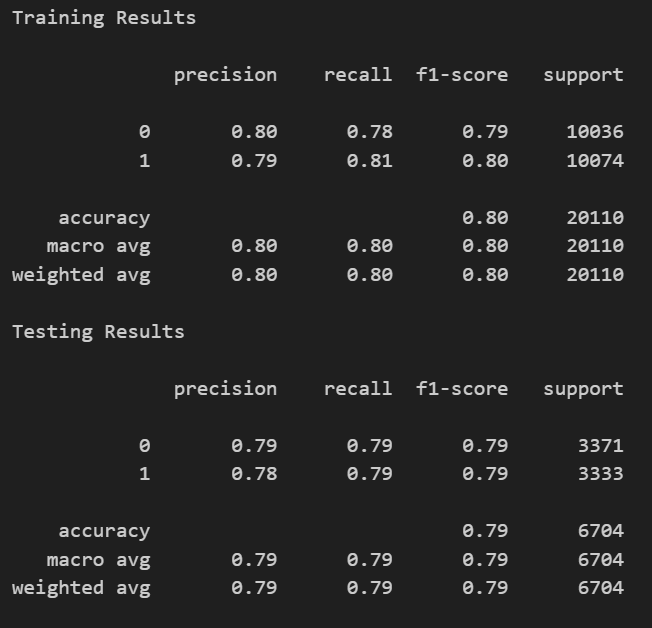 Training Results
precision recall f1-score support
0 0.80 0.78 0.79 10036
1 0.79 0.81 0.80 10074
accuracy 0.80 20110
macro avg 0.80 0.80 0.80 20110
weighted avg 0.80 0.80 0.80 20110
Testing Results
precision recall f1-score support
0 0.79 0.79 0.79 3371
1 0.78 0.79 0.79 3333
accuracy 0.79 6704
macro avg 0.79 0.79 0.79 6704
weighted avg 0.79 0.79 0.79 6704